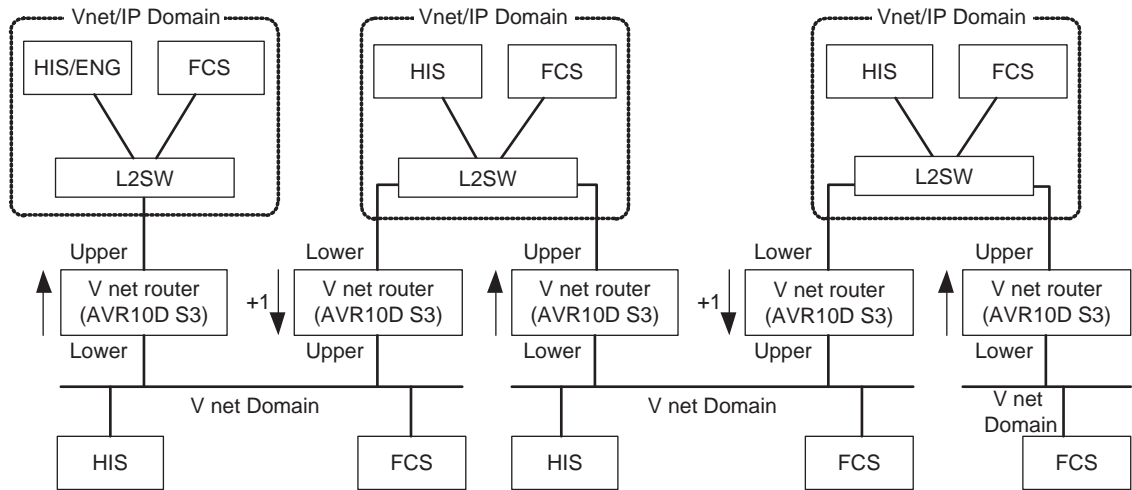 Vnet/IP Domain
Vnet/IP Domain
Vnet/IP Domain
HIS/ENG
FCS
HIS
FCS
HIS
FCS
L2SW
L2SW
L2SW
Upper
Lower
Upper
Lower
Upper
V net router
(AVR10D S3)
+1
V net router
(AVR10D S3)
V net router
(AVR10D S3)
+1
V net router
(AVR10D S3)
V net router
(AVR10D S3)
Lower
Upper
Lower
Upper
Lower
V net Domain
V net Domain
V net
Domain
HIS
FCS
HIS
FCS
FCS